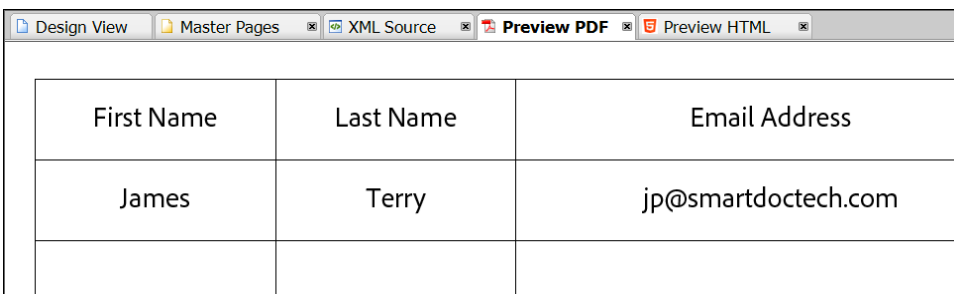 Design View Master Pages XML Source Preview PDF Preview HTML
First Name Last Name Email Address
James Terry jp@smartdoctech.com